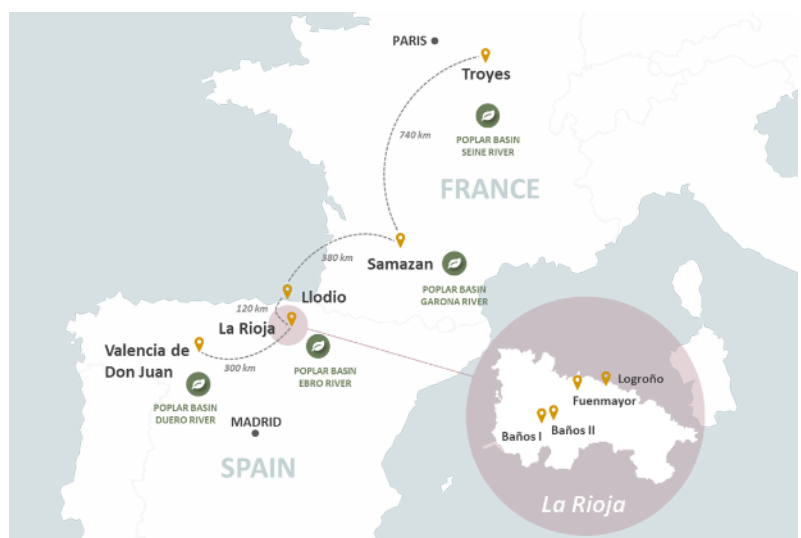 PARIS
Troyes
POPLAR BASIN
SEINE RIVER
740 km
FRANCE
380 km
Samazan
POPLAR BASIN
GARONA RIVER
Llodio
120 km
La Rioja
Valencia de
Don Juan
300 km
POPLAR BASIN
EBRO RIVER
POPLAR BASIN
DUERO RIVER
MADRID
SPAIN
Logroño
Fuenmayor
Baños I
Baños II
La Rioja